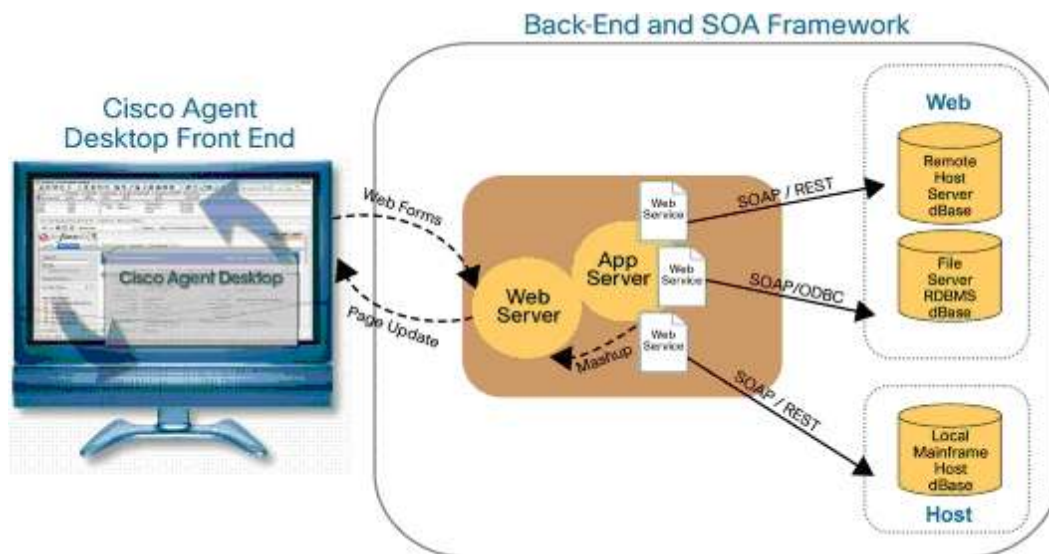 Back-End and SOA Framework
Cisco Agent
Desktop Front End
Cisco Agent Desktop
Web Forms
Page Update
Web
Server
App
Server
Mashup
Web
Service
Web
Service
Web
Service
SOAP / REST
SOAP/ODBC
SOAP / REST
Web
Remote
Host
Server
dBase
File
Server
RDBMS
dBase
Local
Mainframe
Host
dBase
Host